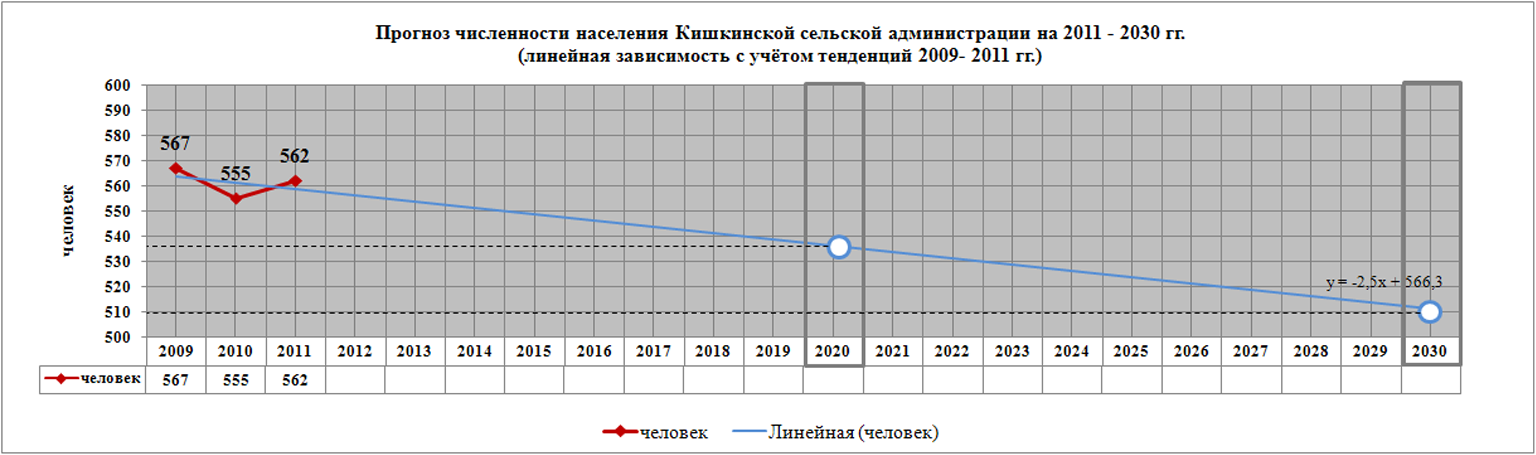 Прогноз численности населения Кишкинской сельской администрации на 2011 - 2030 гг.
(линейная зависимость с учётом тенденций 2009- 2011 гг.)
человек
600
590
580
570
560
550
540
530
520
510
500
567
555
562
y = -2,5x + 566,3
2009 2010 2011 2012 2013 2014 2015 2016 2017 2018 2019 2020 2021 2022 2023 2024 2025 2026 2027 2028 2029 2030
человек 567 555 562
человек Линейная (человек)